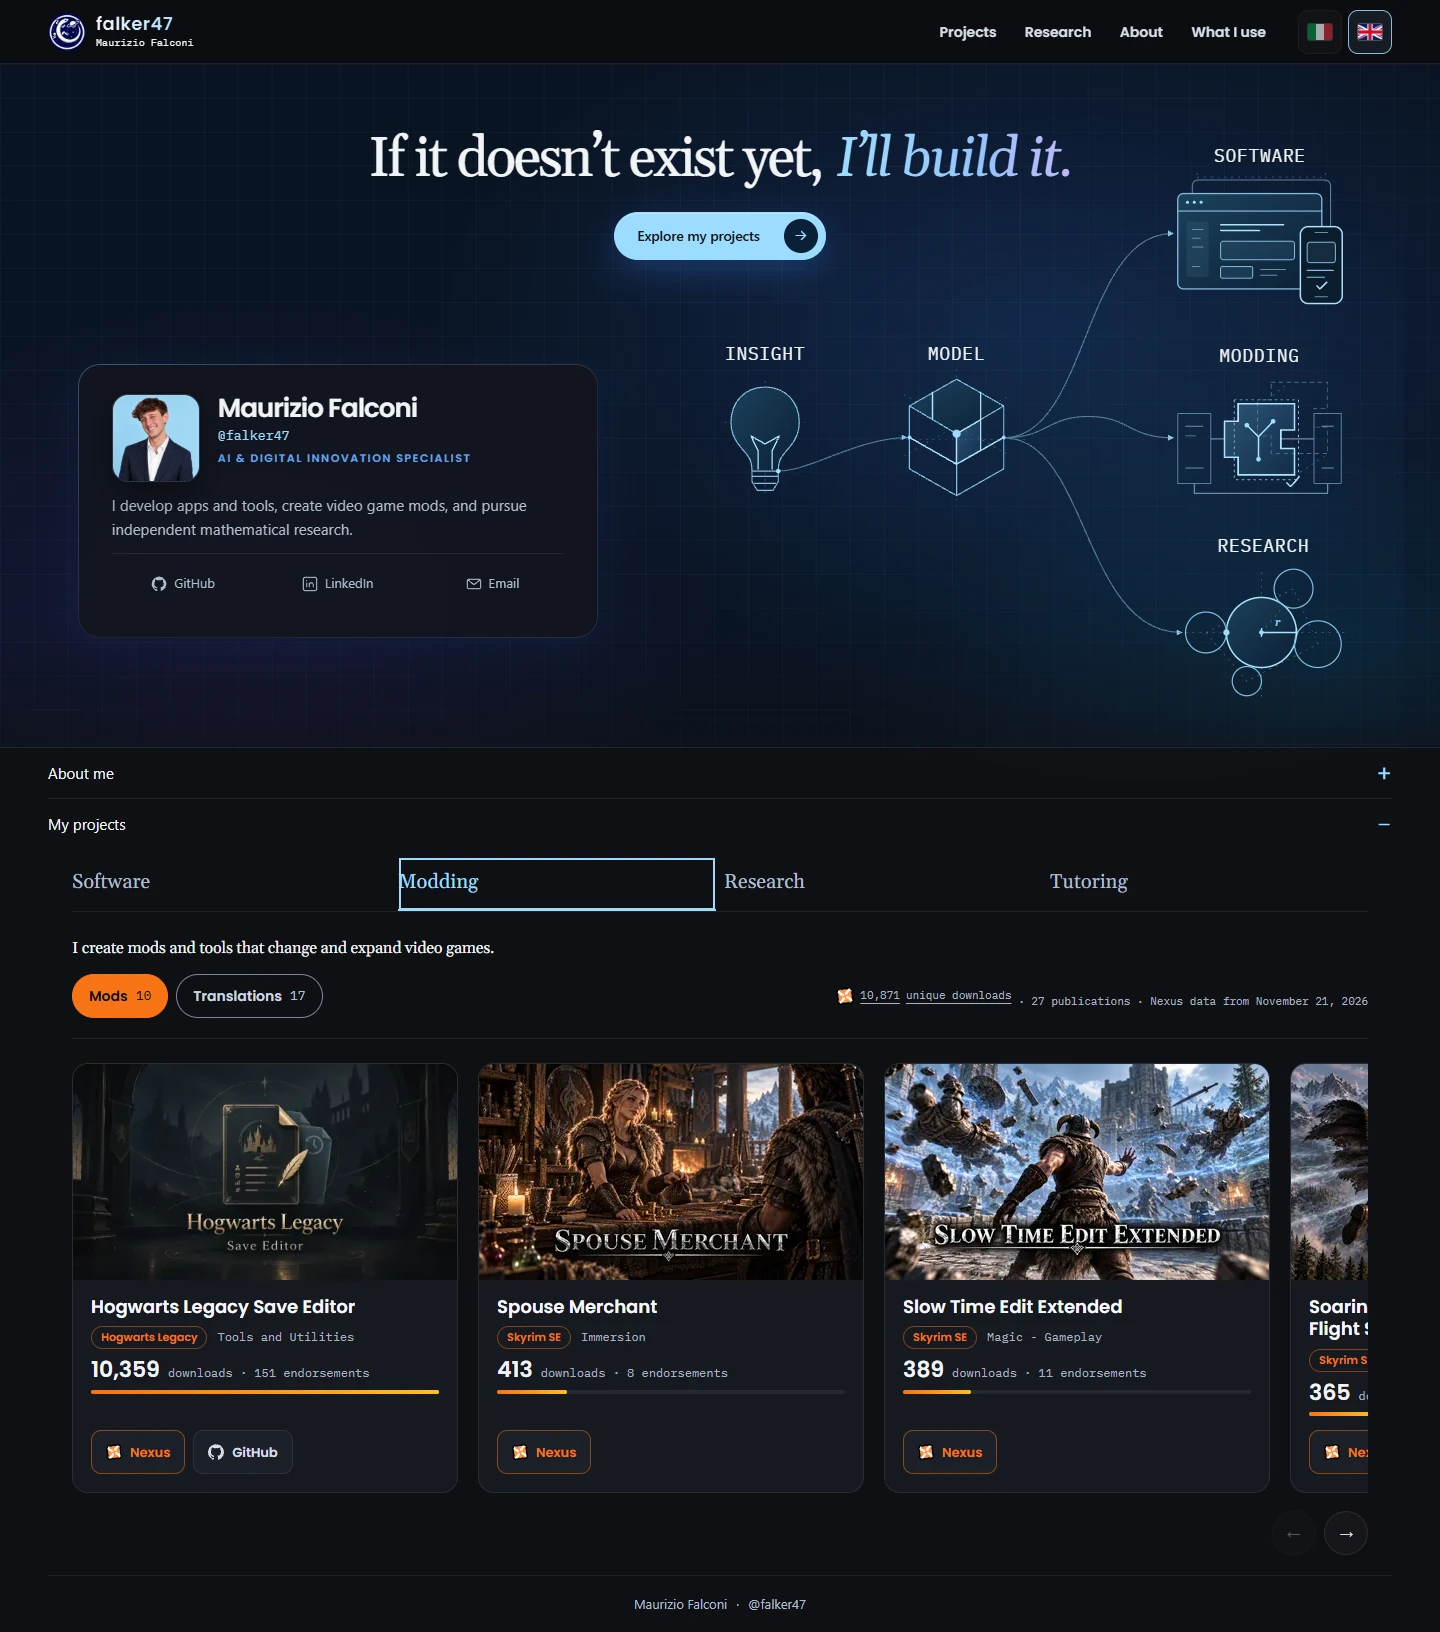 falker47
Maurizio Falconi
Projects
Research
About
What I use
If it doesn’t exist yet, I’ll build it.
Explore my projects →
SOFTWARE
INSIGHT
MODEL
MODDING
RESEARCH
r
Maurizio Falconi
@falker47
AI & DIGITAL INNOVATION SPECIALIST
I develop apps and tools, create video game mods, and pursue
independent mathematical research.
GitHub
LinkedIn
Email
About me +
My projects −
Software
Modding
Research
Tutoring
I create mods and tools that change and expand video games.
Mods 10
Translations 17
10,871 unique downloads · 27 publications · Nexus data from November 21, 2026
Hogwarts Legacy
Save Editor
Hogwarts Legacy Save Editor
Hogwarts Legacy Tools and Utilities
10,359 downloads · 151 endorsements
Nexus
GitHub
SPOUSE MERCHANT
Spouse Merchant
Skyrim SE Immersion
413 downloads · 8 endorsements
Nexus
SLOW TIME EDIT EXTENDED
Slow Time Edit Extended
Skyrim SE Magic - Gameplay
389 downloads · 11 endorsements
Nexus
Soarin
Flight S
Skyrim S
365 d
Nex
← →
Maurizio Falconi · @falker47